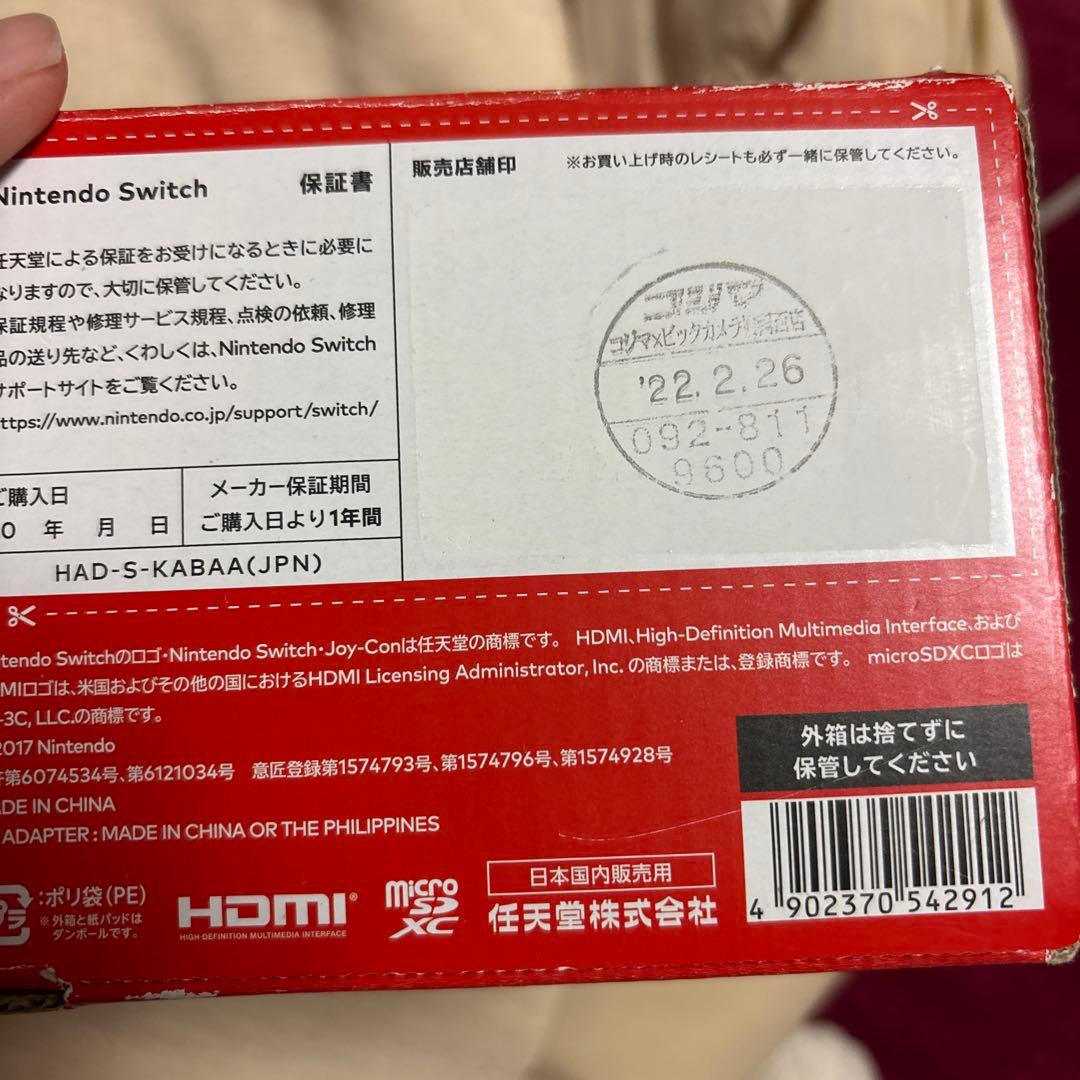 Nintendo Switch 保証書
任天堂による保証をお受けになるときに必要に
なりますので、大切に保管してください。
保証規程や修理サービス規程、点検の依頼、修理
品の送り先など、くわしくは、Nintendo Switch
サポートサイトをご覧ください。
https://www.nintendo.co.jp/support/switch/
ご購入日
0 年 月 日
メーカー保証期間
ご購入日より1年間
HAD-S-KABAA(JPN)
販売店舗印
※お買い上げ時のレシートも必ず一緒に保管してください。
コジマ
コジマ×ビックカメラ
'22.2.26
092-811
9600
tendo Switchのロゴ・Nintendo Switch・Joy-Conは任天堂の商標です。 HDMI、High-Definition Multimedia Interface、および
MIロゴは、米国およびその他の国におけるHDMI Licensing Administrator, Inc. の商標または、登録商標です。 microSDXCロゴは
-3C, LLC.の商標です。
2017 Nintendo
許第6074534号、第6121034号 意匠登録第1574793号、第1574796号、第1574928号
ADE IN CHINA
ADAPTER : MADE IN CHINA OR THE PHILIPPINES
プラ
:ポリ袋(PE)
※外箱と紙パッドは
ダンボールです。
HDMI®
HIGH-DEFINITION MULTIMEDIA INTERFACE
micro
SD
XC
日本国内販売用
任天堂株式会社
外箱は捨てずに
保管してください
4 902370 542912